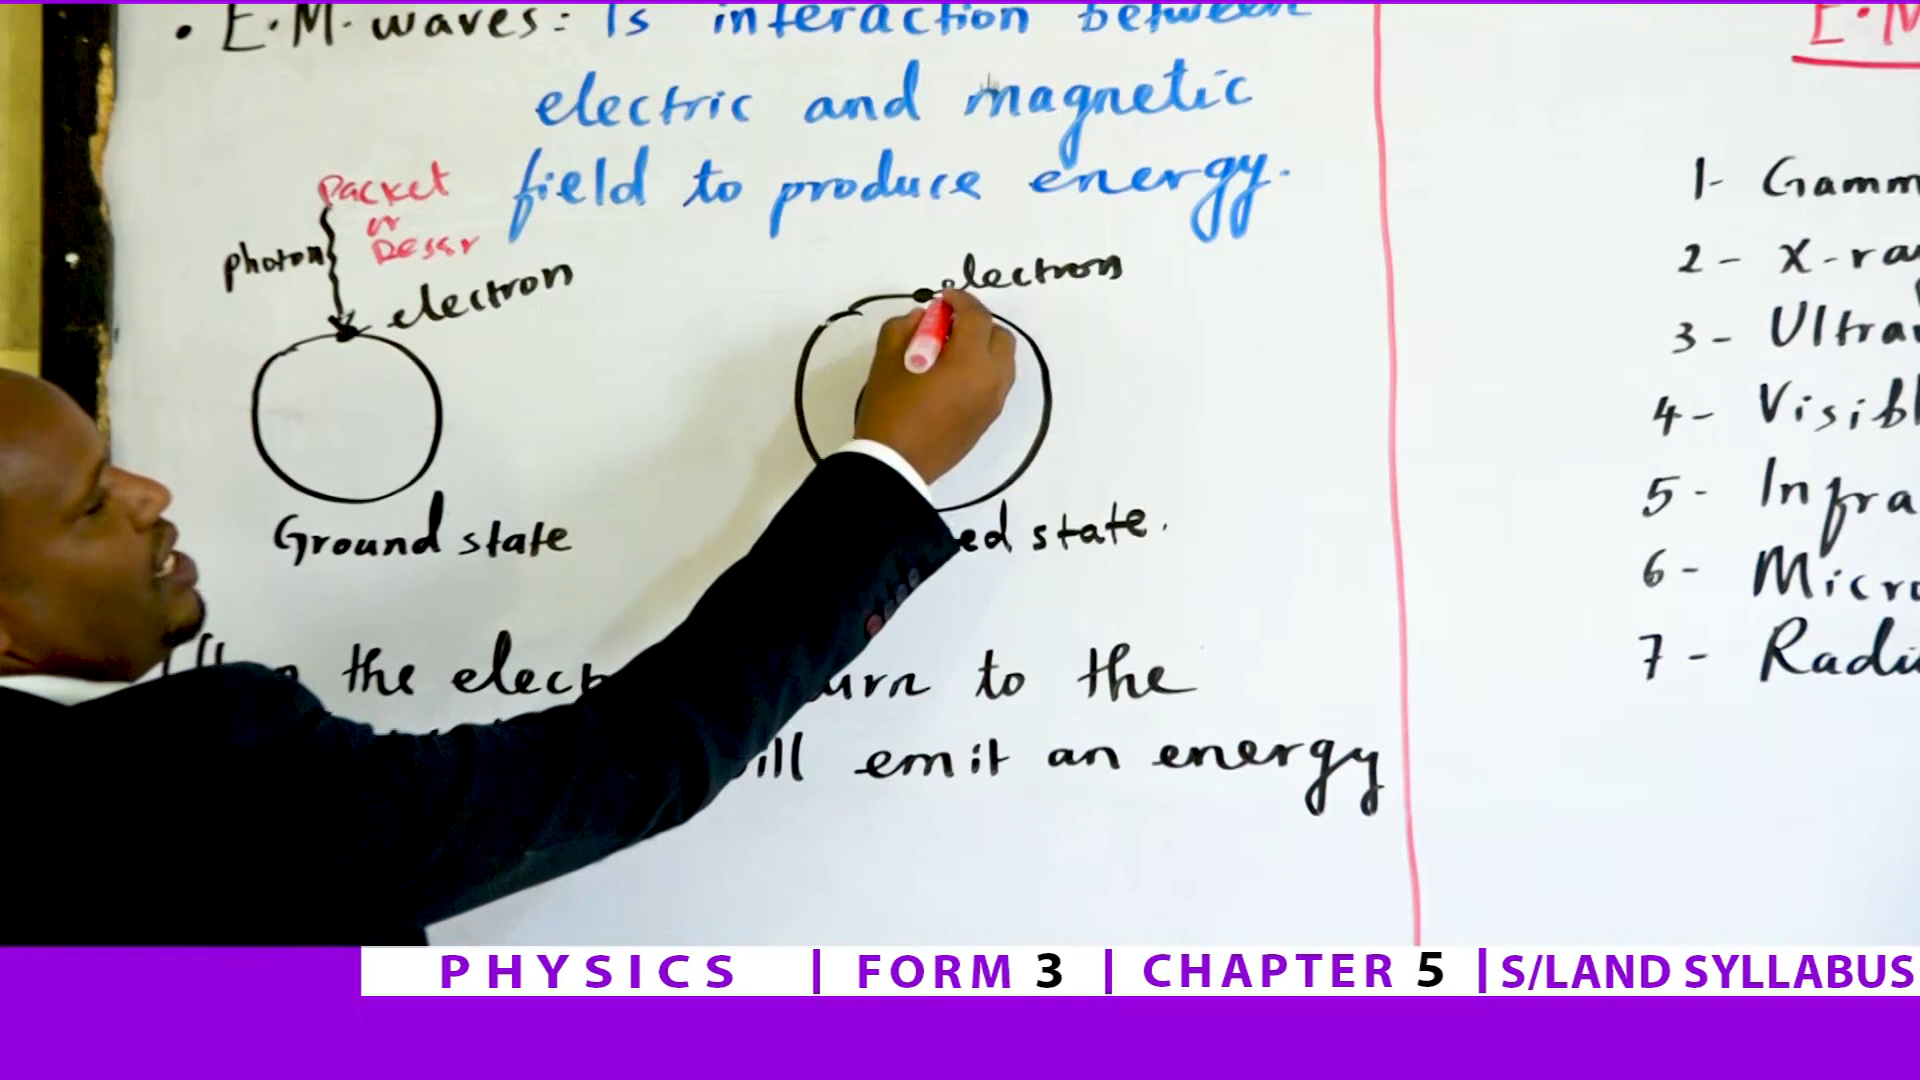 • E.M. waves: Is interaction between
electric and magnetic
field to produce energy.
packet
or
photon
electron
electron
Ground state
ed state.
the elec urn to the
ill emit an energy
E.M
1- Gamm
2- X-ra
3- Ultra
4- Visibl
5- Infra
6- Micro
7- Radi
PHYSICS | FORM 3 | CHAPTER 5 | S/LAND SYLLABUS